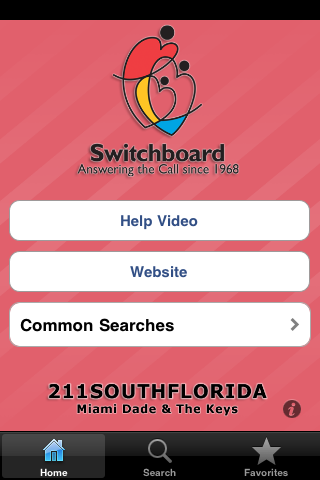 Switchboard
Answering the Call since 1968
Help Video
Website
Common Searches
211SOUTHFLORIDA
Miami Dade & The Keys
i
Home
Search
Favorites